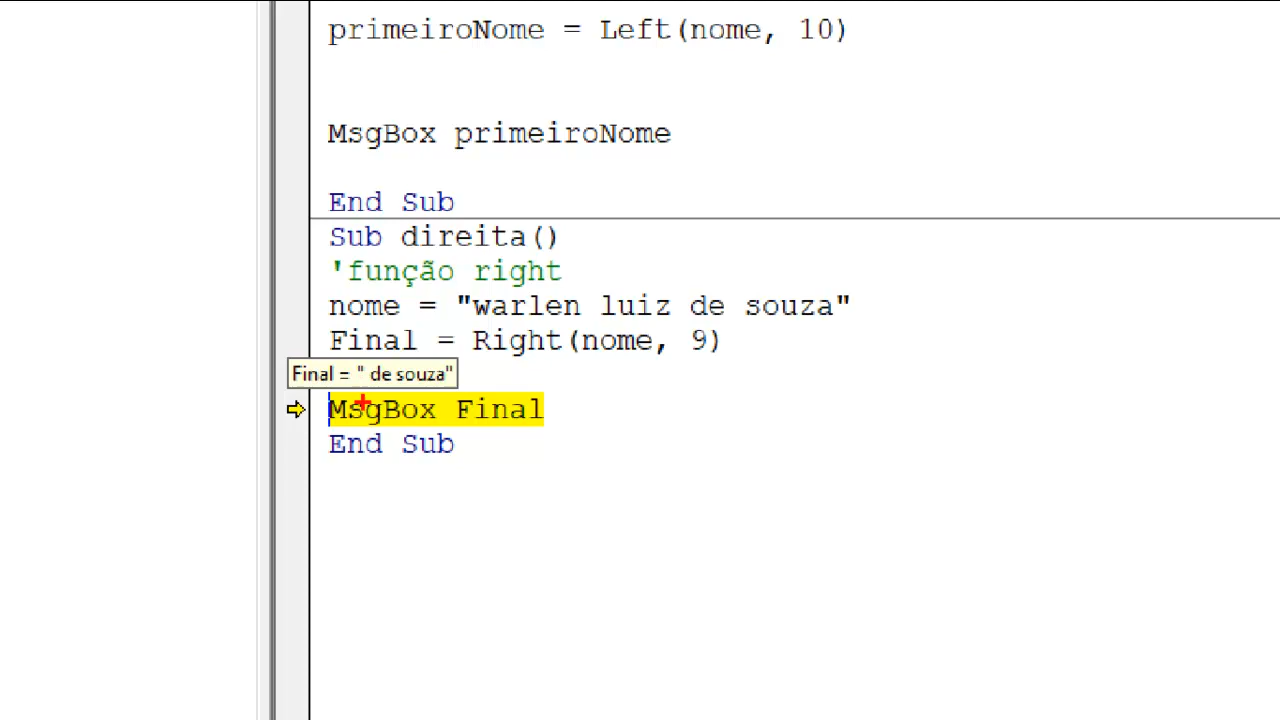 primeiroNome = Left(nome, 10)
MsgBox primeiroNome
End Sub
Sub direita()
'função right
nome = "warlen luiz de souza"
Final = Right(nome, 9)
Final = " de souza"
MsgBox Final
End Sub